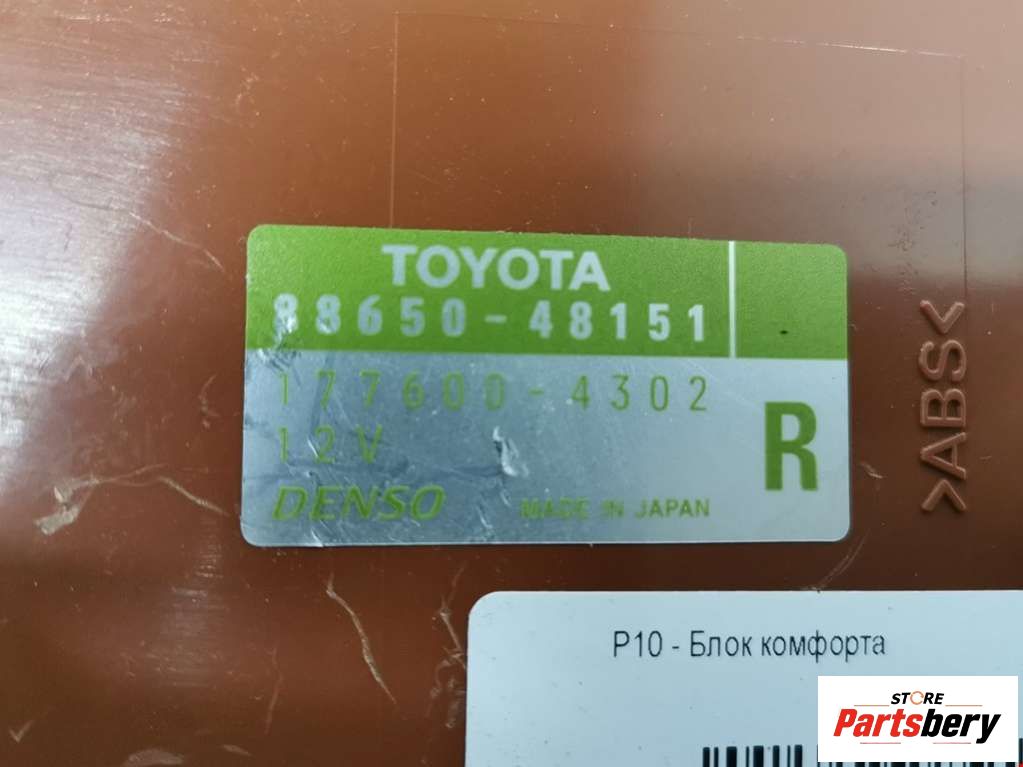 TOYOTA
88650-48151
177600-4302
12V
R
DENSO
MADE IN JAPAN
>ABS<
P10 - Блок комфорта
STORE
Partsbery